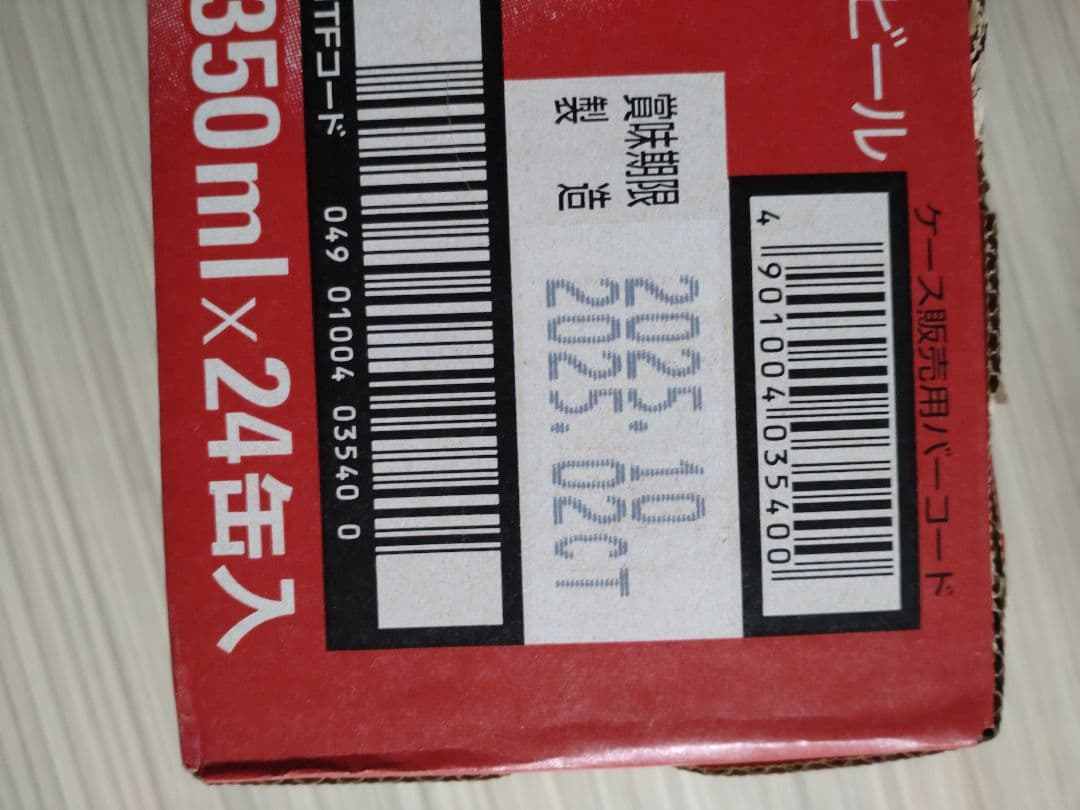 ビール
ケース販売用バーコード
4 901004 035400
賞味期限 2025.10
製造 2025.02CT
TFコード
049 01004 03540 0
350ml×24缶入